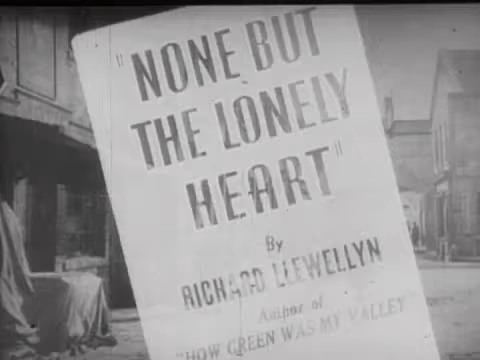 "NONE BUT
THE LONELY
HEART"
By
RICHARD LLEWELLYN
Author of
"HOW GREEN WAS MY VALLEY"